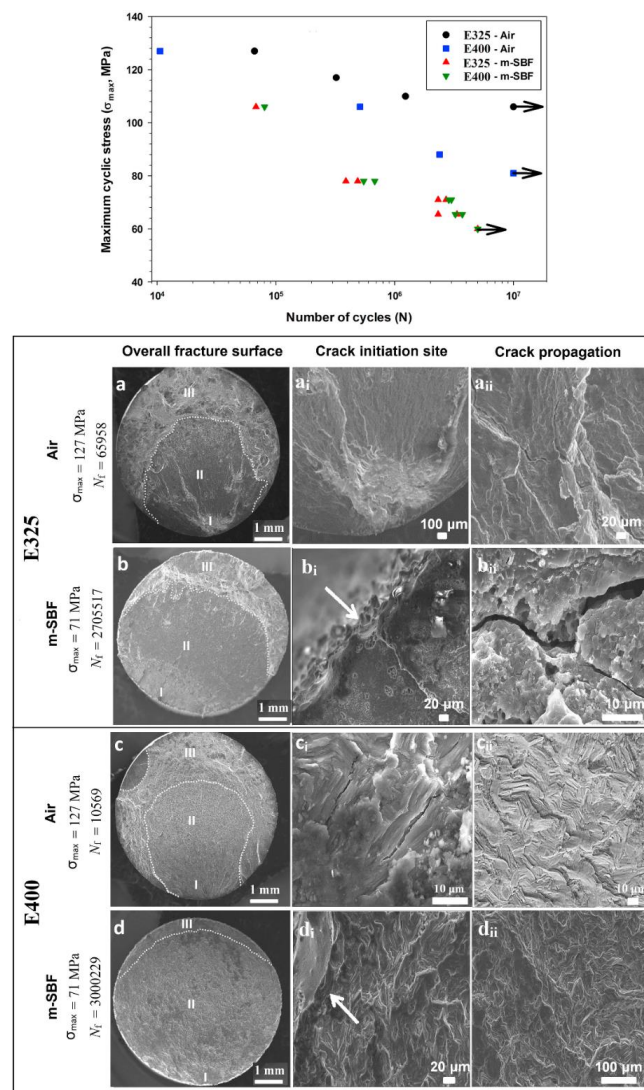 140
120
100
80
60
40
Maximum cyclic stress (σmax, MPa)
10⁴
10⁵
10⁶
10⁷
Number of cycles (N)
E325 - Air
E400 - Air
E325 - m-SBF
E400 - m-SBF
Overall fracture surface
Crack initiation site
Crack propagation
E325
Air
σmax = 127 MPa
Nf = 65958
a
III
II
I
1 mm
ai
100 µm
aii
20 µm
m-SBF
σmax = 71 MPa
Nf = 2705517
b
III
II
I
1 mm
bi
20 µm
bii
10 µm
E400
Air
σmax = 127 MPa
Nf = 10569
c
III
II
I
1 mm
ci
10 µm
cii
10 µm
m-SBF
σmax = 71 MPa
Nf = 3000229
d
III
II
I
1 mm
di
20 µm
dii
100 µm